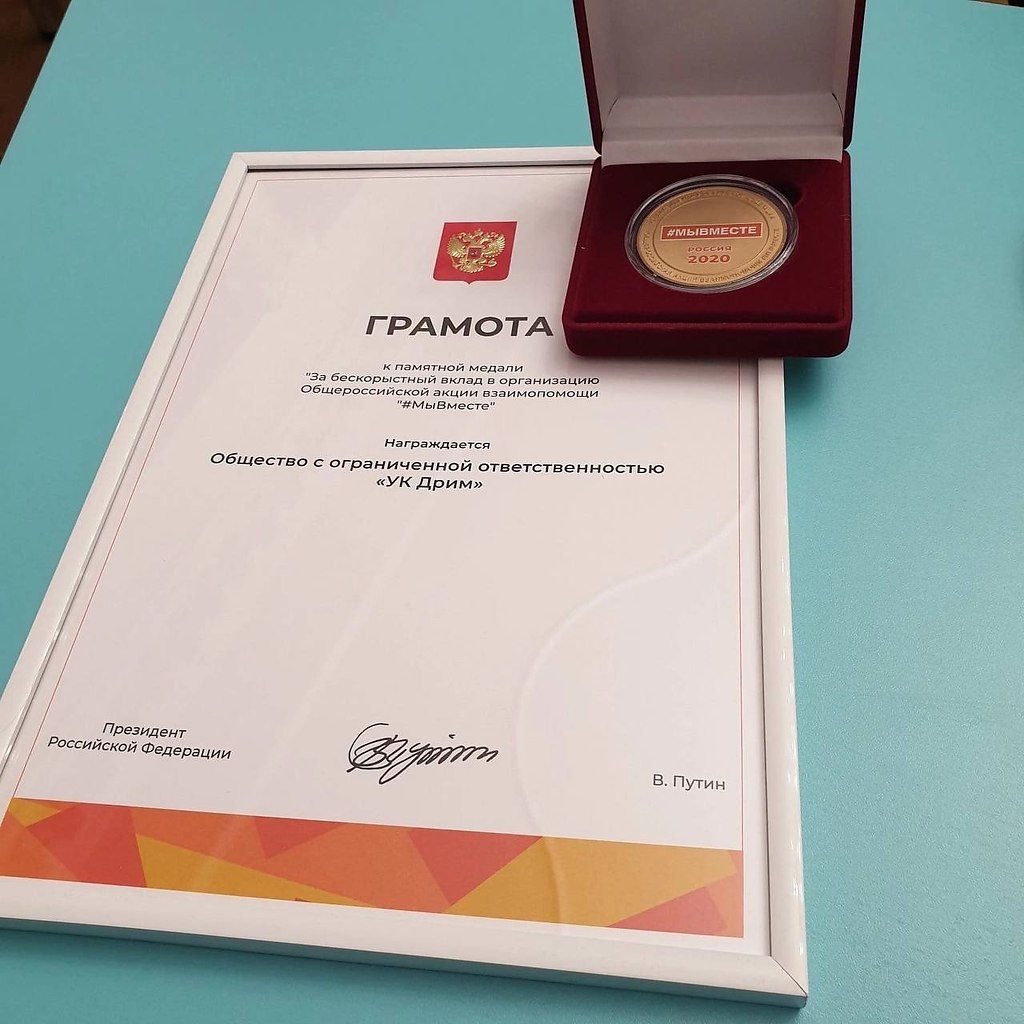 ГРАМОТА
к памятной медали
"За бескорыстный вклад в организацию
Общероссийской акции взаимопомощи
"#МыВместе"
Награждается
Общество с ограниченной ответственностью
«УК Дрим»
Президент
Российской Федерации
В. Путин
#МЫВМЕСТЕ
РОССИЯ
2020